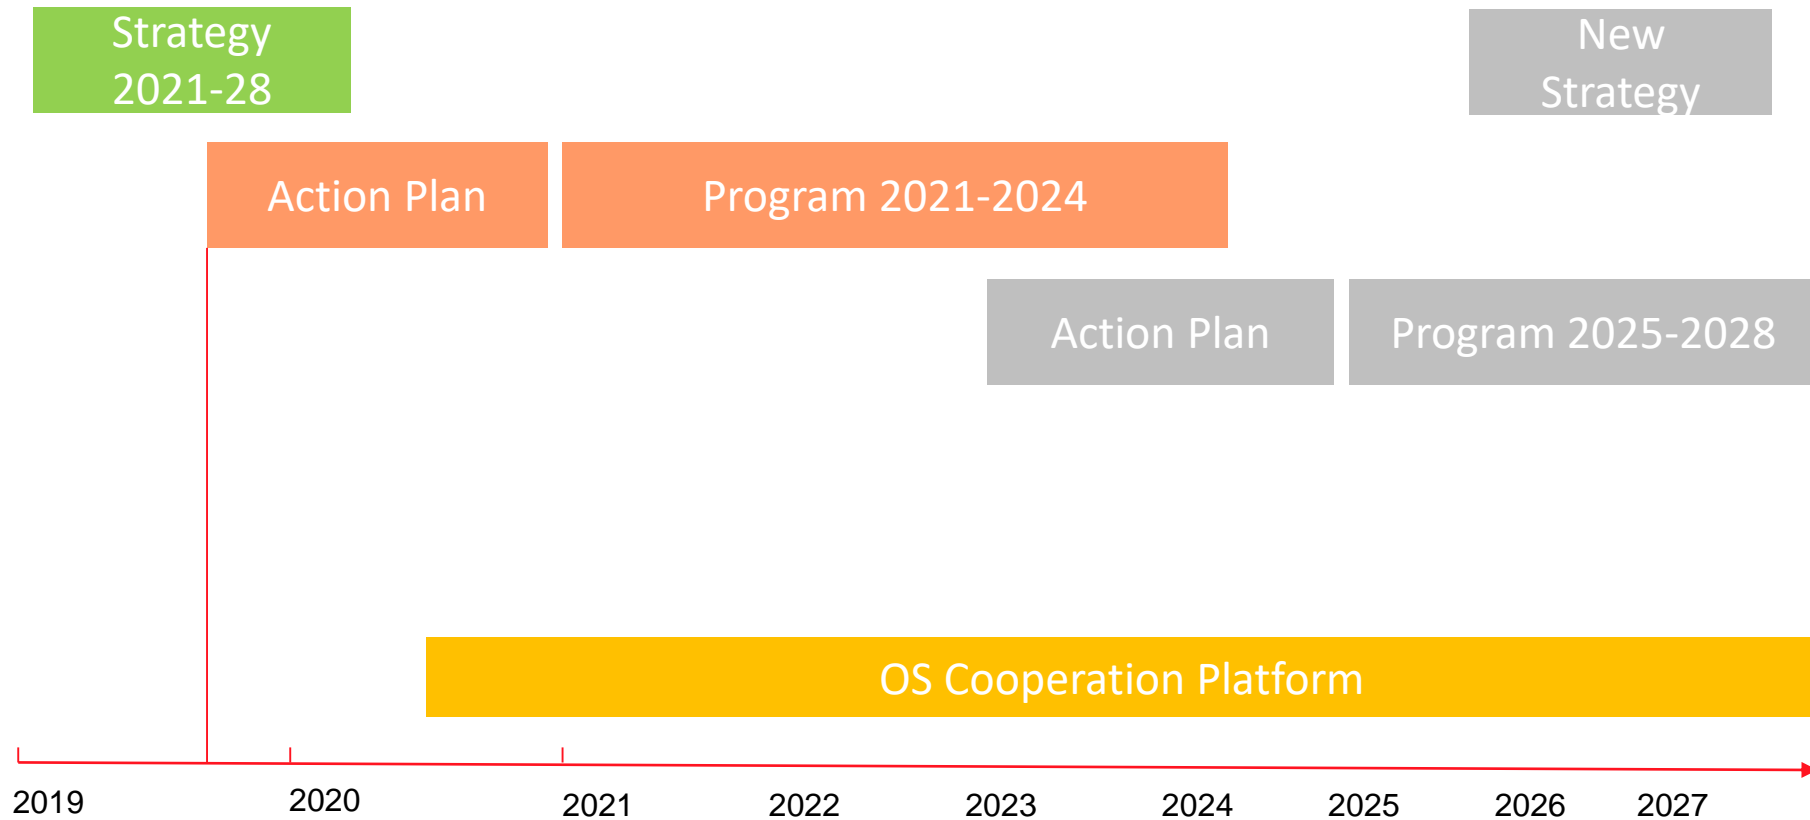 Strategy
2021-28
New
Strategy
Action Plan
Program 2021-2024
Action Plan
Program 2025-2028
OS Cooperation Platform
2019
2020
2021
2022
2023
2024
2025
2026
2027